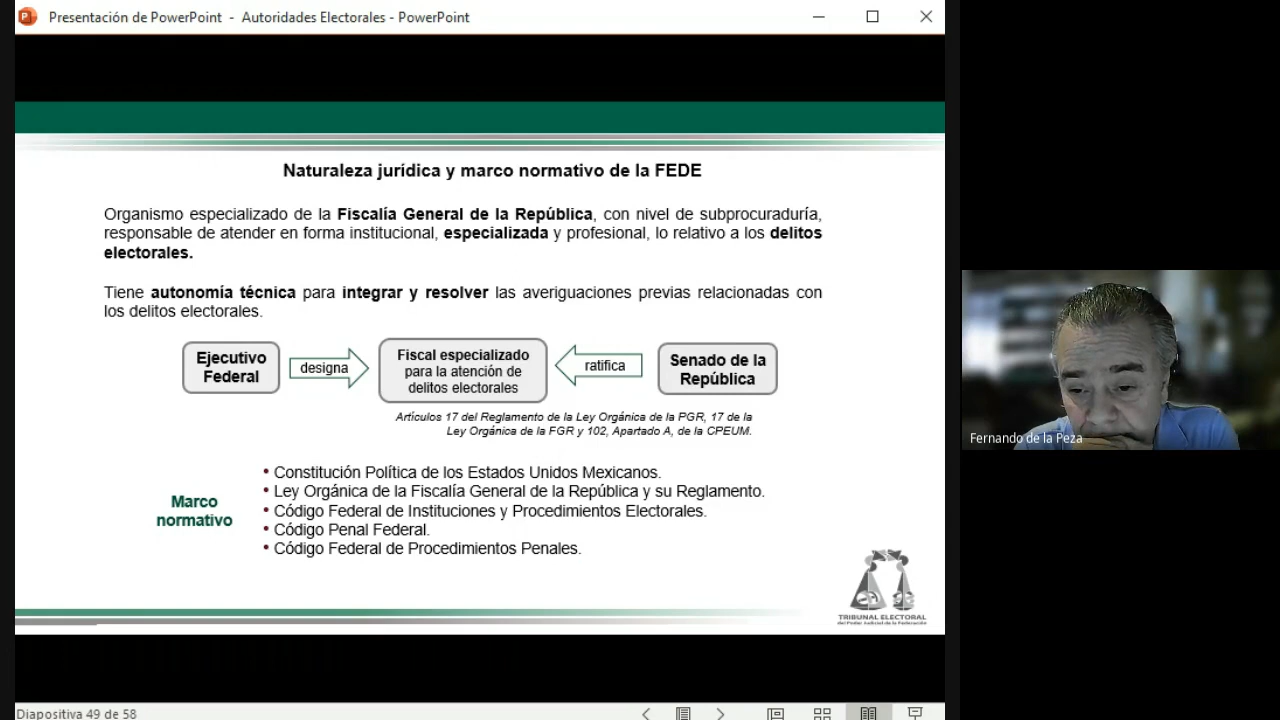 Presentación de PowerPoint - Autoridades Electorales - PowerPoint
Naturaleza jurídica y marco normativo de la FEDE
Organismo especializado de la Fiscalía General de la República, con nivel de subprocuraduría,
responsable de atender en forma institucional, especializada y profesional, lo relativo a los delitos
electorales.
Tiene autonomía técnica para integrar y resolver las averiguaciones previas relacionadas con
los delitos electorales.
Ejecutivo
Federal
designa
Fiscal especializado
para la atención de
delitos electorales
ratifica
Senado de la
República
Artículos 17 del Reglamento de la Ley Orgánica de la PGR, 17 de la
Ley Orgánica de la FGR y 102, Apartado A, de la CPEUM.
Marco
normativo
• Constitución Política de los Estados Unidos Mexicanos.
• Ley Orgánica de la Fiscalía General de la República y su Reglamento.
• Código Federal de Instituciones y Procedimientos Electorales.
• Código Penal Federal.
• Código Federal de Procedimientos Penales.
TRIBUNAL ELECTORAL
del Poder Judicial de la Federación
Fernando de la Peza
Diapositiva 49 de 58